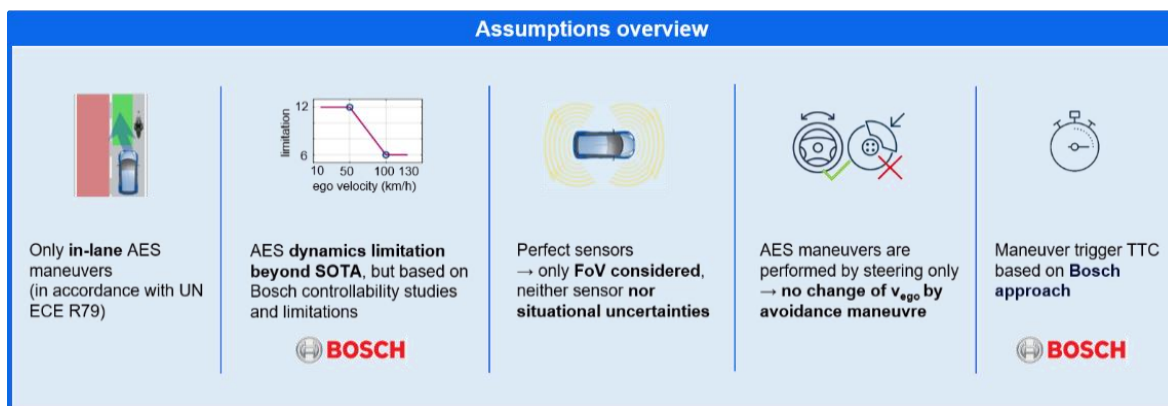 Assumptions overview
limitation
12
6
10 50 100 130
ego velocity (km/h)
Only in-lane AES
maneuvers
(in accordance with UN
ECE R79)
AES dynamics limitation
beyond SOTA, but based on
Bosch controllability studies
and limitations
BOSCH
Perfect sensors
→ only FoV considered,
neither sensor nor
situational uncertainties
AES maneuvers are
performed by steering only
→ no change of vego by
avoidance maneuvre
Maneuver trigger TTC
based on Bosch
approach
BOSCH